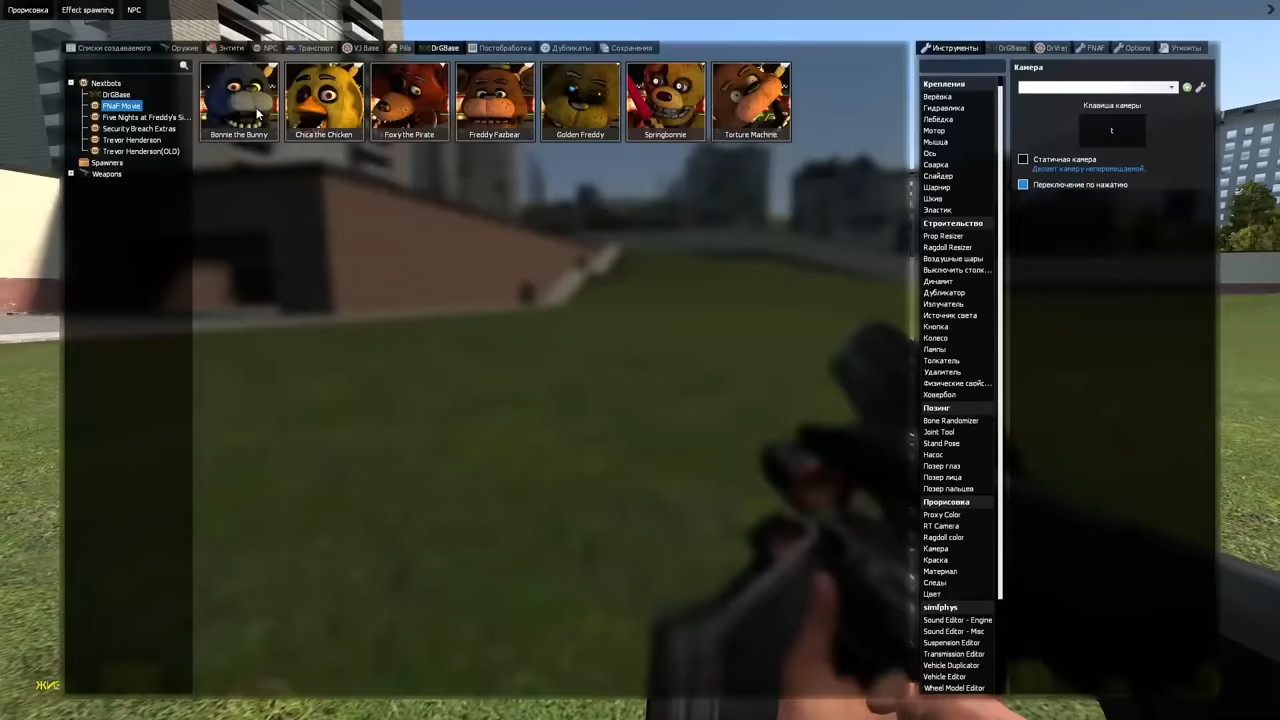 Прорисовка Effect spawning NPC
Списки создаваемого Оружие Энтити NPC Транспорт VJ Base Pills DrGBase Постобработка Дубликаты Сохранения
Nextbots
DrGBase
FNaF Movie
Five Nights at Freddy's Si...
Security Breach Extras
Trevor Henderson
Trevor Henderson(OLD)
Spawners
Weapons
Bonnie the Bunny Chica the Chicken Foxy the Pirate Freddy Fazbear Golden Freddy Springbonnie Torture Machine
Инструменты DrGBase DrVrej FNAF Options Утилиты
Крепления
Верёвка
Гидравлика
Лебёдка
Мотор
Мышца
Ось
Сварка
Слайдер
Шарнир
Шкив
Эластик
Строительство
Prop Resizer
Ragdoll Resizer
Воздушные шары
Выключить столк...
Динамит
Дубликатор
Излучатель
Источник света
Кнопка
Колесо
Лампы
Толкатель
Удалитель
Физические свойс...
Ховербол
Позинг
Bone Randomizer
Joint Tool
Stand Pose
Насос
Позер глаз
Позер лица
Позер пальцев
Прорисовка
Proxy Color
RT Camera
Ragdoll color
Камера
Краска
Материал
Следы
Цвет
simfphys
Sound Editor - Engine
Sound Editor - Misc
Suspension Editor
Transmission Editor
Vehicle Duplicator
Vehicle Editor
Wheel Model Editor
Камера
Клавиша камеры
t
Статичная камера
Делает камеру неперемещаемой.
Переключение по нажатию